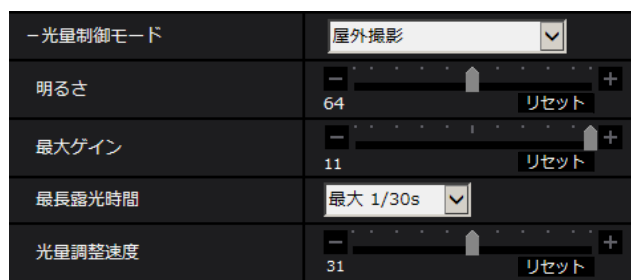 －光量制御モード 屋外撮影
明るさ
64 リセット
最大ゲイン
11 リセット
最長露光時間 最大 1/30s
光量調整速度
31 リセット